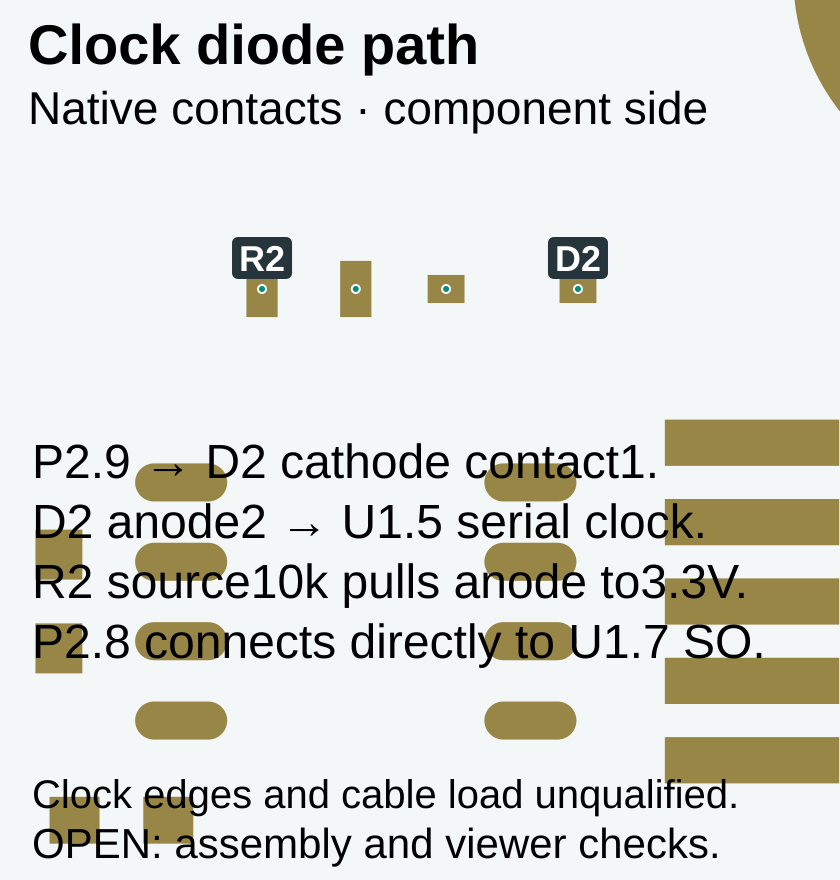 Clock diode path
Native contacts · component side
R2 D2
P2.9 → D2 cathode contact1.
D2 anode2 → U1.5 serial clock.
R2 source10k pulls anode to3.3V.
P2.8 connects directly to U1.7 SO.
Clock edges and cable load unqualified.
OPEN: assembly and viewer checks.